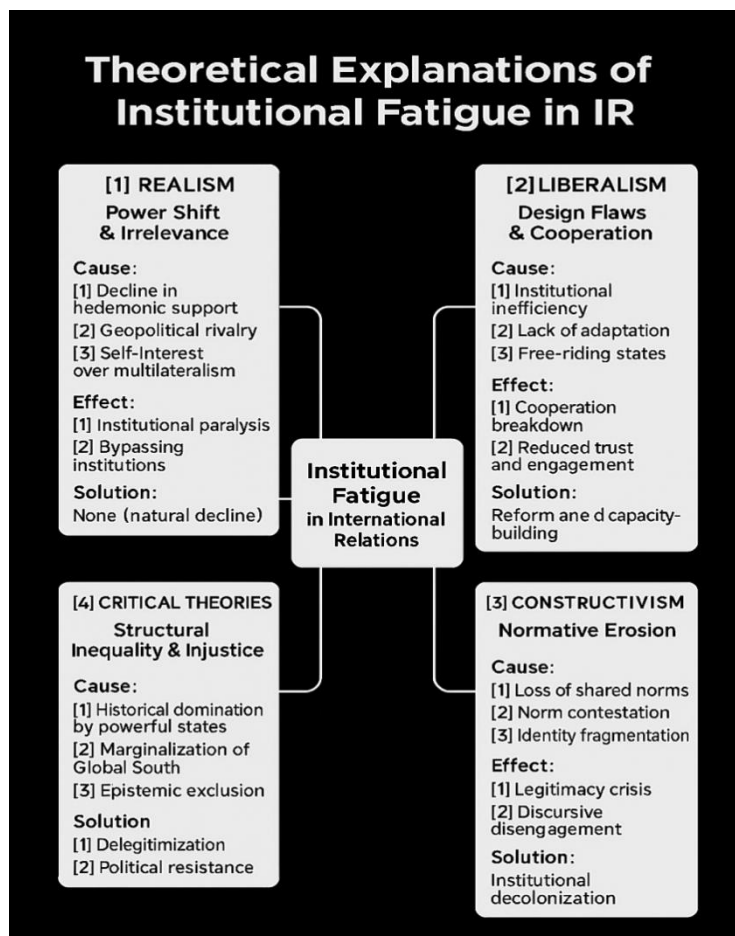 Theoretical Explanations of
Institutional Fatigue in IR
[1] REALISM
Power Shift
& Irrelevance
Cause:
[1] Decline in
hedemonic support
[2] Geopolitical rivalry
[3] Self-Interest
over multilateralism
Effect:
[1] Institutional paralysis
[2] Bypassing
institutions
Solution:
None (natural decline)
[2] LIBERALISM
Design Flaws
& Cooperation
Cause:
[1] Institutional
inefficiency
[2] Lack of adaptation
[3] Free-riding states
Effect:
[1] Cooperation
breakdown
[2] Reduced trust
and engagement
Solution:
Reform ane d capacity-
building
Institutional
Fatigue
in International
Relations
[4] CRITICAL THEORIES
Structural
Inequality & Injustice
Cause:
[1] Historical domination
by powerful states
[2] Marginalization of
Global South
[3] Epistemic exclusion
Solution
[1] Delegitimization
[2] Political resistance
[3] CONSTRUCTIVISM
Normative Erosion
Cause:
[1] Loss of shared norms
[2] Norm contestation
[3] Identity fragmentation
Effect:
[1] Legitimacy crisis
[2] Discursive
disengagement
Solution:
Institutional
decolonization